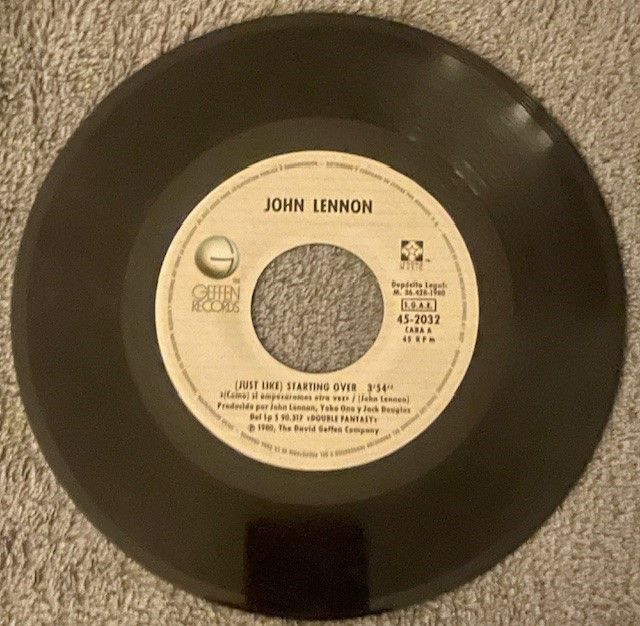 JOHN LENNON
GEFFEN
RECORDS
Depósito Legal:
M. 36.428-1980
S.G.A.E.
45-2032
CARA A
45 RPM
(JUST LIKE) STARTING OVER 3'54''
«(Como) si empezáramos otra vez» / (John Lennon)
Producido por John Lennon, Yoko Ono y Jack Douglas
Del Lp S 90.317 «DOUBLE FANTASY»
℗ 1980, The David Geffen Company